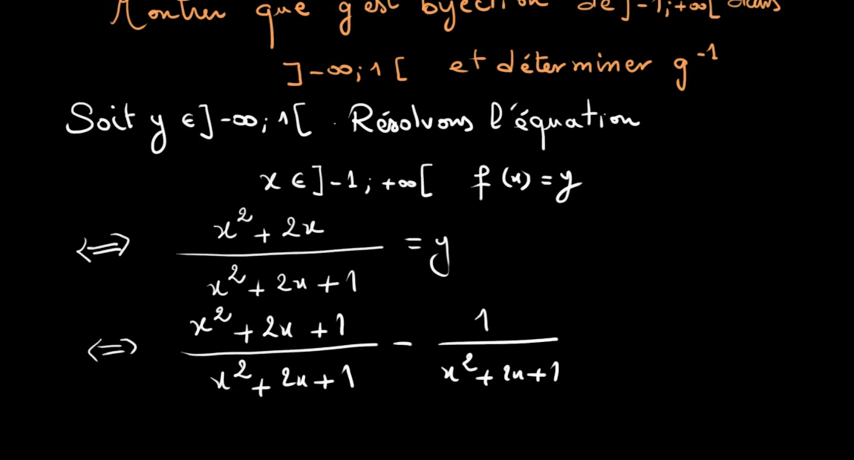 Montrer que g est bijection de ]-1;+∞[ dans
]-∞;1[ et déterminer g⁻¹
Soit y ∈ ]-∞;1[ . Résolvons l'équation
x ∈ ]-1;+∞[ f(x)=y
⟺ (x²+2x)/(x²+2x+1) = y
⟺ (x²+2x+1)/(x²+2x+1) - 1/(x²+2x+1)